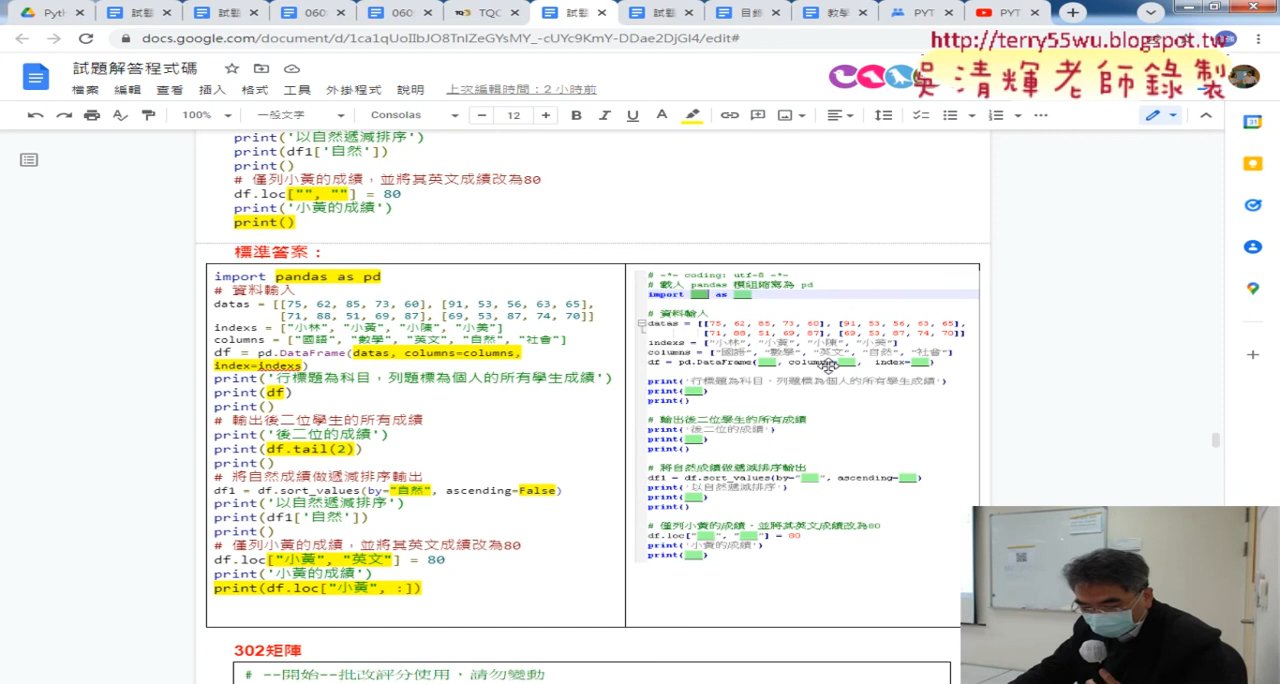 Pyth
試題
試題
060
060
TQC
試題
試題
目錄
教學
PYT
PYT
docs.google.com/document/d/1ca1qUoIIbJO8TnIZeGYsMY_-cUYc9KmY-DDae2DjGI4/edit#
http://terry55wu.blogspot.tw
吳清輝老師錄製
試題解答程式碼
檔案 編輯 查看 插入 格式 工具 外掛程式 說明 上次編輯時間：2 小時前
100% 一般文字 Consolas 12 B I U A
print('以自然遞減排序')
print(df1['自然'])
print()
# 僅列小黃的成績，並將其英文成績改為80
df.loc["", ""] = 80
print('小黃的成績')
print()
標準答案：
import pandas as pd
# 資料輸入
datas = [[75, 62, 85, 73, 60], [91, 53, 56, 63, 65],
[71, 88, 51, 69, 87], [69, 53, 87, 74, 70]]
indexs = ["小林", "小黃", "小陳", "小美"]
columns = ["國語", "數學", "英文", "自然", "社會"]
df = pd.DataFrame(datas, columns=columns,
index=indexs)
print('行標題為科目，列題標為個人的所有學生成績')
print(df)
print()
# 輸出後二位學生的所有成績
print('後二位的成績')
print(df.tail(2))
print()
# 將自然成績做遞減排序輸出
df1 = df.sort_values(by="自然", ascending=False)
print('以自然遞減排序')
print(df1['自然'])
print()
# 僅列小黃的成績，並將其英文成績改為80
df.loc["小黃", "英文"] = 80
print('小黃的成績')
print(df.loc["小黃", :])
# -*- coding: utf-8 -*-
# 載入 pandas 模組縮寫為 pd
import as
# 資料輸入
datas = [[75, 62, 85, 73, 60], [91, 53, 56, 63, 65],
[71, 88, 51, 69, 87], [69, 53, 87, 74, 70]]
indexs = ["小林", "小黃", "小陳", "小美"]
columns = ["國語", "數學", "英文", "自然", "社會"]
df = pd.DataFrame( , columns= , index= )
print('行標題為科目，列題標為個人的所有學生成績')
print( )
print()
# 輸出後二位學生的所有成績
print('後二位的成績')
print( )
print()
# 將自然成績做遞減排序輸出
df1 = df.sort_values(by=" ", ascending= )
print('以自然遞減排序')
print( )
print()
# 僅列小黃的成績，並將其英文成績改為80
df.loc[" ", " "] = 80
print('小黃的成績')
print( )
302矩陣
# --開始--批改評分使用，請勿變動